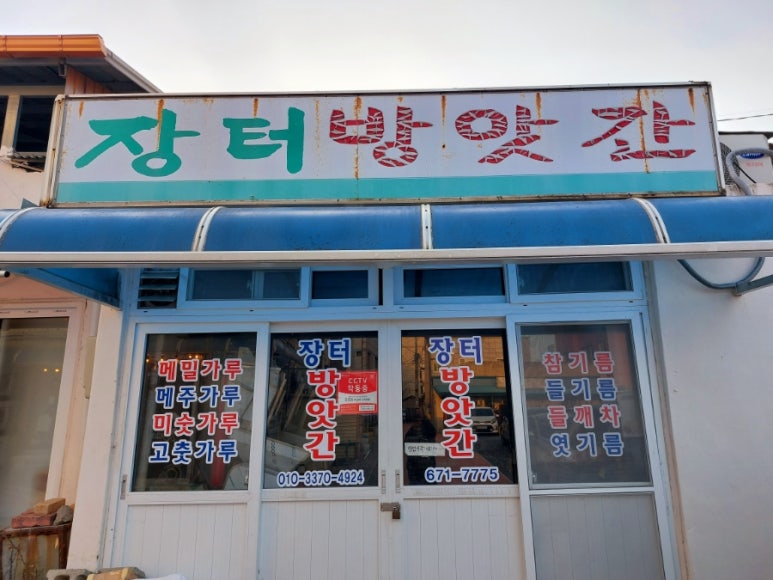 장터방앗간
메밀가루
메주가루
미숫가루
고춧가루
장터
방앗간
010-3370-4924
CCTV
작동중
장터
방앗간
671-7775
참기름
들기름
들깨차
엿기름